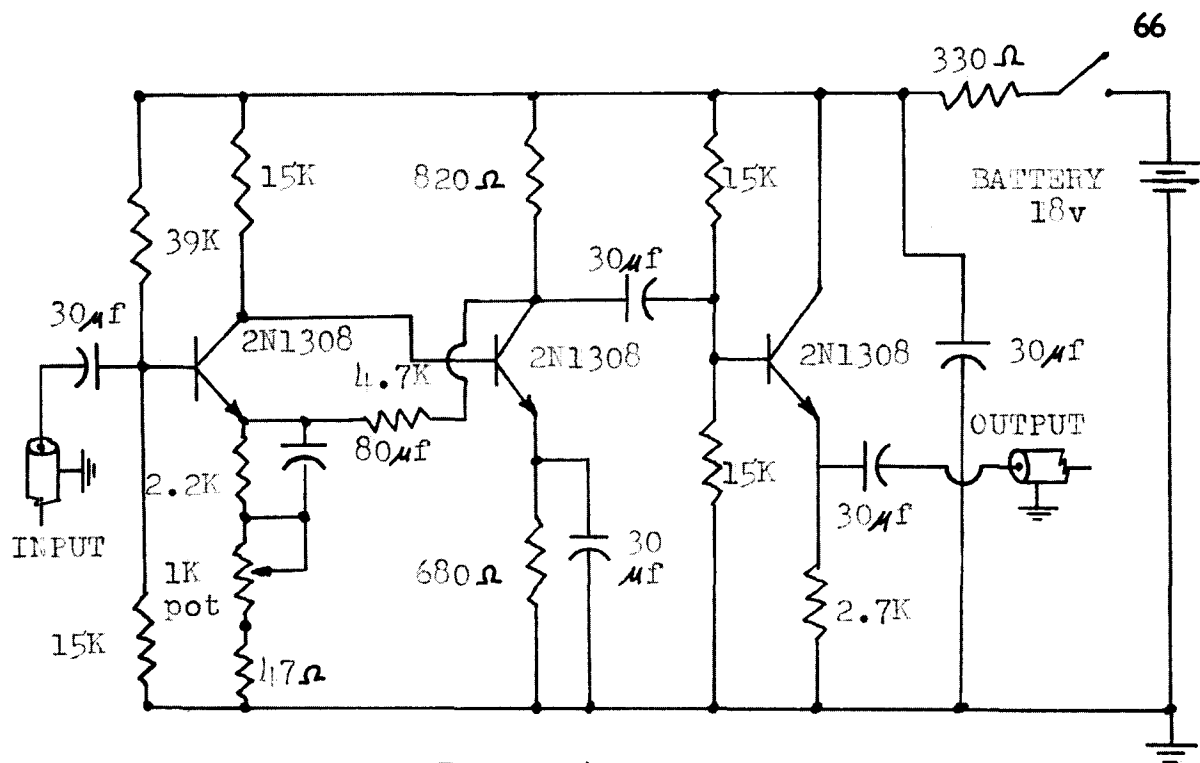 66
330Ω
15K
820Ω
15K
BATTERY
18v
39K
30µf
30µf
2N1308
2N1308
2N1308
30µf
4.7K
80µf
OUTPUT
2.2K
15K
30µf
INPUT
1K
pot
680Ω
30
µf
2.7K
15K
47Ω